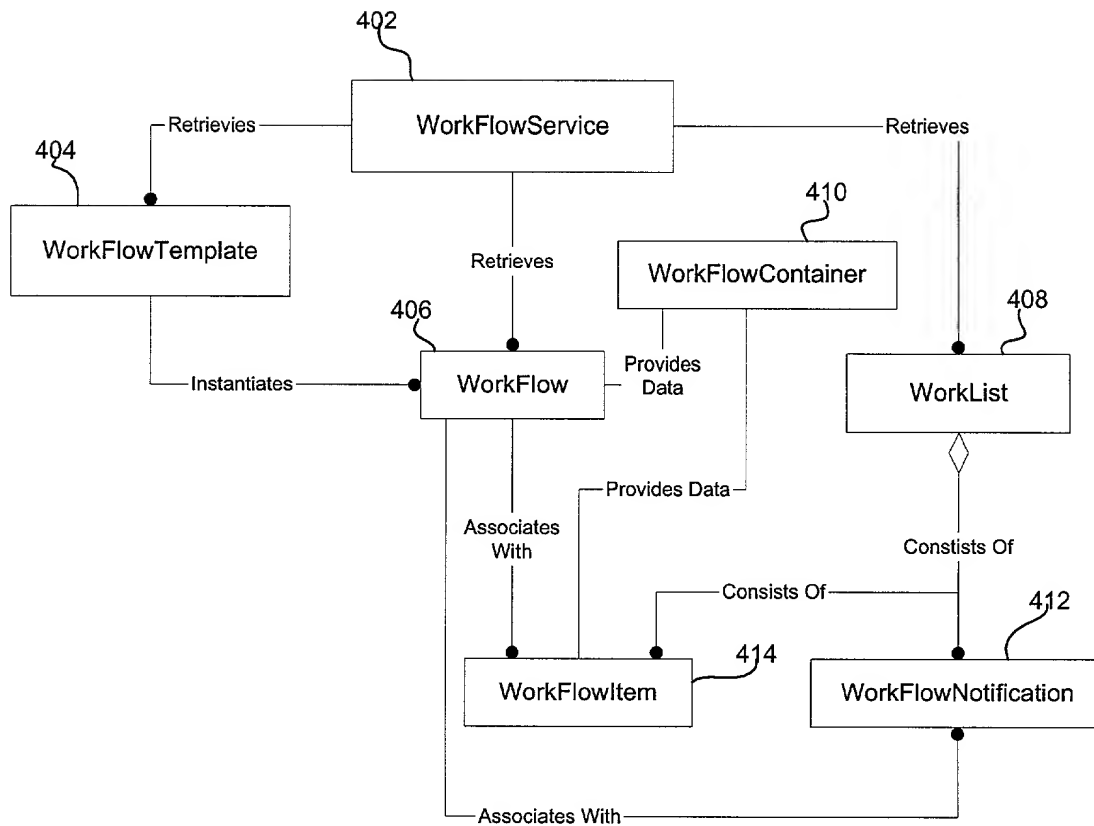 402
WorkFlowService
Retrievies
Retrieves
404
WorkFlowTemplate
410
WorkFlowContainer
Retrieves
406
WorkFlow
408
WorkList
Instantiates
Provides
Data
Provides Data
Associates
With
Constists Of
Consists Of
412
WorkFlowNotification
414
WorkFlowItem
Associates With